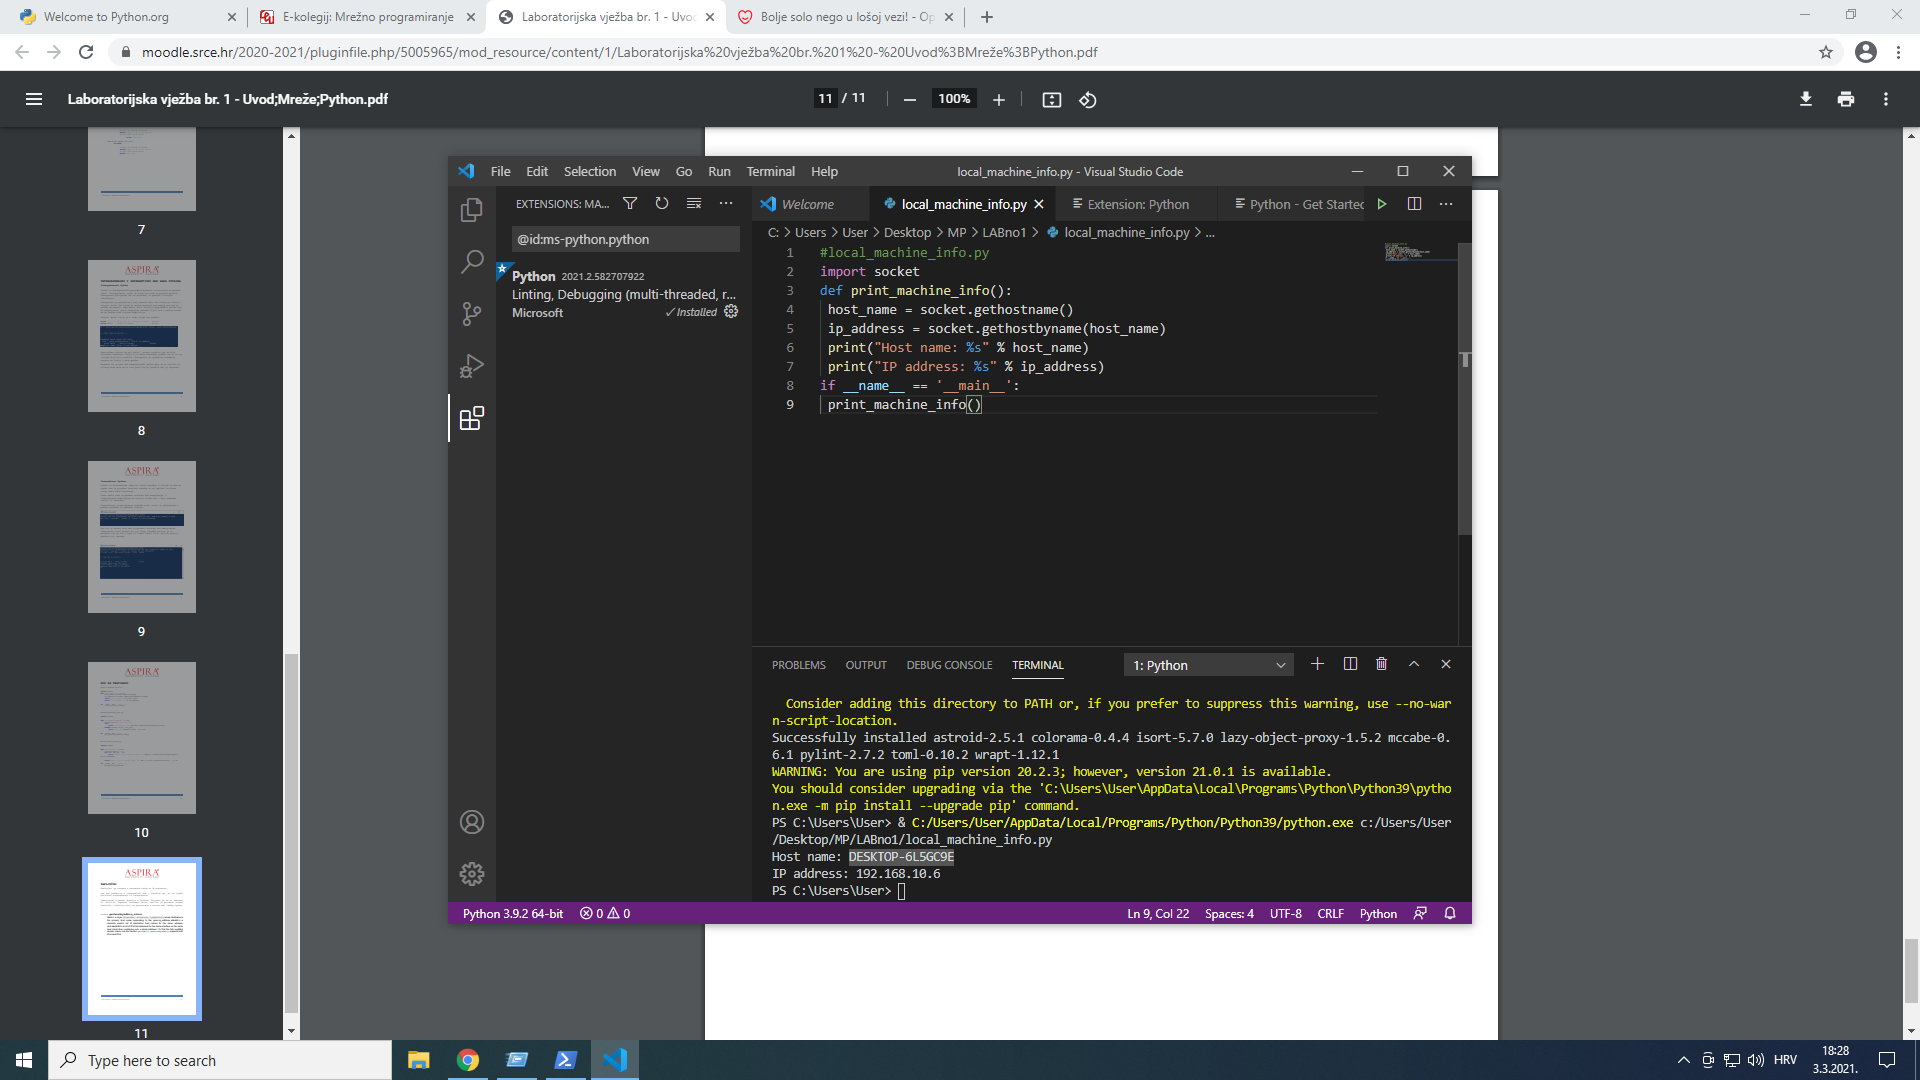 Welcome to Python.org
E-kolegij: Mrežno programiranje
Laboratorijska vježba br. 1 - Uvod
Bolje solo nego u lošoj vezi! - Op
moodle.srce.hr/2020-2021/pluginfile.php/5005965/mod_resource/content/1/Laboratorijska%20vježba%20br.%201%20-%20Uvod%3BMreže%3BPython.pdf
Laboratorijska vježba br. 1 - Uvod;Mreže;Python.pdf
11 / 11
100%
7
ASPIRA
8
ASPIRA
9
ASPIRA
10
ASPIRA
11
File Edit Selection View Go Run Terminal Help
local_machine_info.py - Visual Studio Code
EXTENSIONS: MA...
@id:ms-python.python
Python 2021.2.582707922
Linting, Debugging (multi-threaded, r...
Microsoft
✓Installed
Welcome
local_machine_info.py
Extension: Python
Python - Get Started
C: > Users > User > Desktop > MP > LABno1 > local_machine_info.py > ...
1 #local_machine_info.py
2 import socket
3 def print_machine_info():
4 host_name = socket.gethostname()
5 ip_address = socket.gethostbyname(host_name)
6 print("Host name: %s" % host_name)
7 print("IP address: %s" % ip_address)
8 if __name__ == '__main__':
9 print_machine_info()
PROBLEMS OUTPUT DEBUG CONSOLE TERMINAL
1: Python
Consider adding this directory to PATH or, if you prefer to suppress this warning, use --no-war
n-script-location.
Successfully installed astroid-2.5.1 colorama-0.4.4 isort-5.7.0 lazy-object-proxy-1.5.2 mccabe-0.
6.1 pylint-2.7.2 toml-0.10.2 wrapt-1.12.1
WARNING: You are using pip version 20.2.3; however, version 21.0.1 is available.
You should consider upgrading via the 'C:\Users\User\AppData\Local\Programs\Python\Python39\pytho
n.exe -m pip install --upgrade pip' command.
PS C:\Users\User> & C:/Users/User/AppData/Local/Programs/Python/Python39/python.exe c:/Users/User
/Desktop/MP/LABno1/local_machine_info.py
Host name: DESKTOP-6L5GC9E
IP address: 192.168.10.6
PS C:\Users\User>
Python 3.9.2 64-bit
0 0
Ln 9, Col 22 Spaces: 4 UTF-8 CRLF Python
Type here to search
HRV
18:28
3.3.2021.